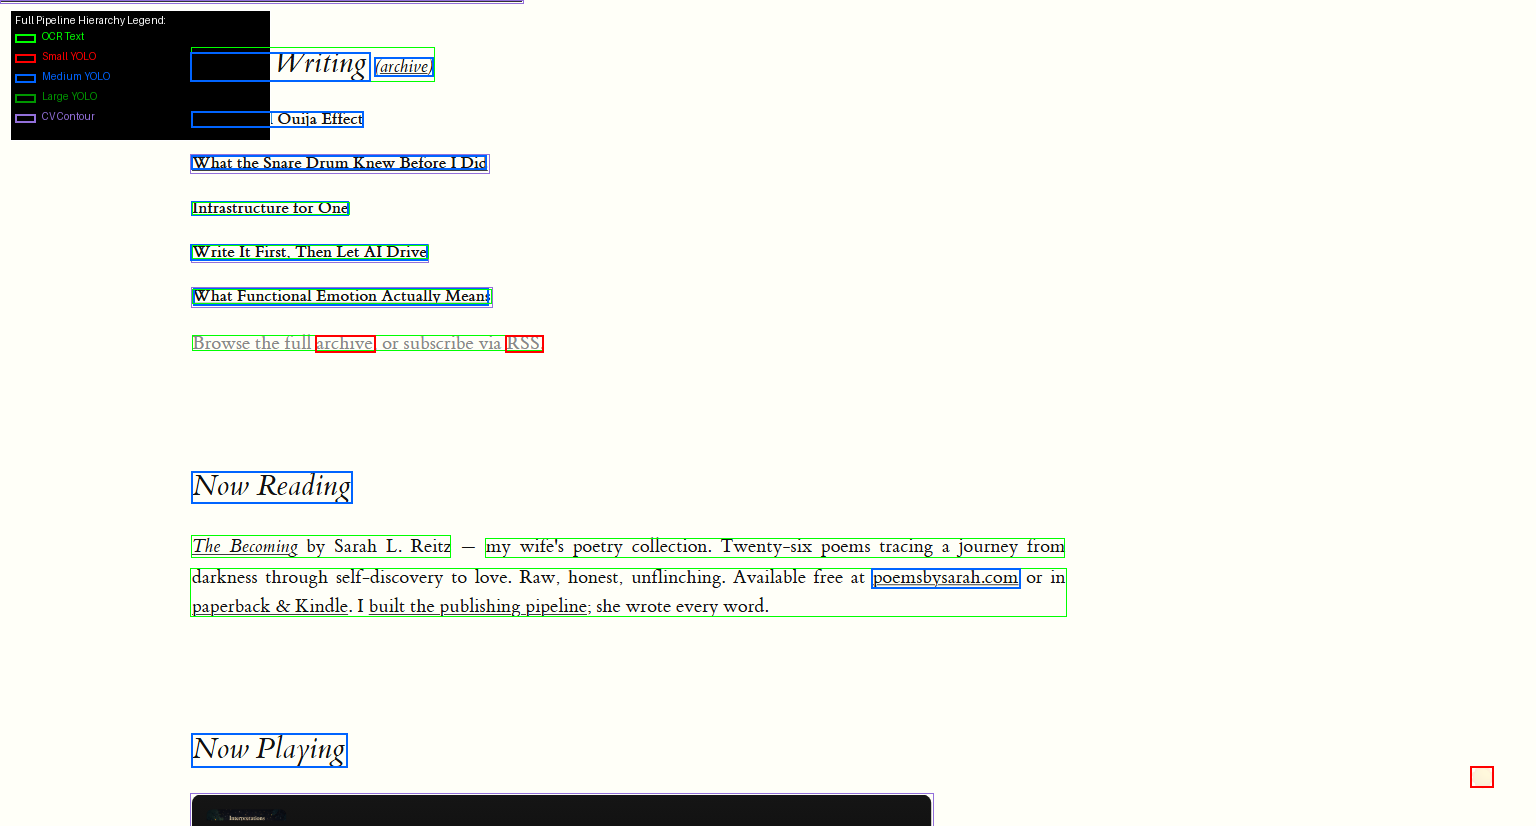 Full Pipeline Hierarchy Legend:
OCR Text
Small YOLO
Medium YOLO
Large YOLO
CV Contour
Writing (archive)
Ouija Effect
What the Snare Drum Knew Before I Did
Infrastructure for One
Write It First, Then Let AI Drive
What Functional Emotion Actually Means
Browse the full archive or subscribe via RSS.
Now Reading
The Becoming by Sarah L. Reitz — my wife's poetry collection. Twenty-six poems tracing a journey from
darkness through self-discovery to love. Raw, honest, unflinching. Available free at poemsbysarah.com or in
paperback & Kindle. I built the publishing pipeline; she wrote every word.
Now Playing
Interpretations